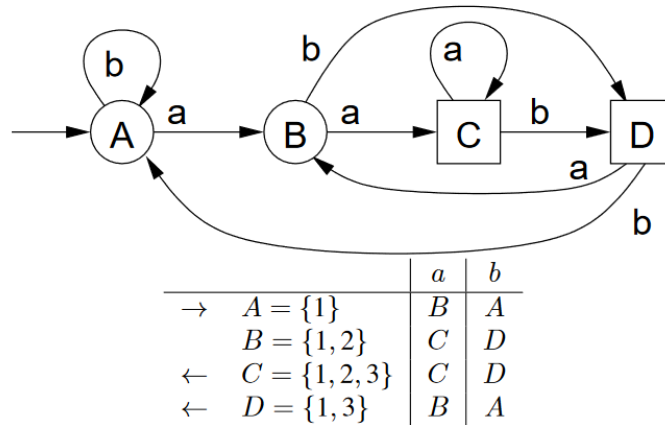 b b a
A a B a C b D
a
b
a b
→ A = {1} B A
B = {1, 2} C D
← C = {1, 2, 3} C D
← D = {1, 3} B A